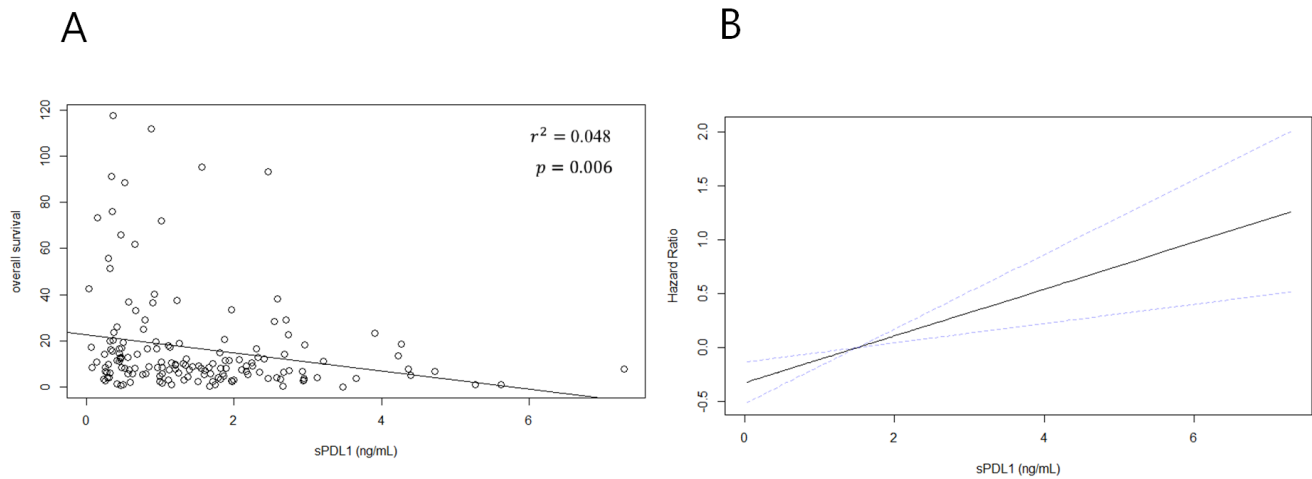 A
B
r² = 0.048
p = 0.006
120
100
80
60
40
20
0
overall survival
0 2 4 6
sPDL1 (ng/mL)
2.0
1.5
1.0
0.5
0.0
-0.5
Hazard Ratio
0 2 4 6
sPDL1 (ng/mL)